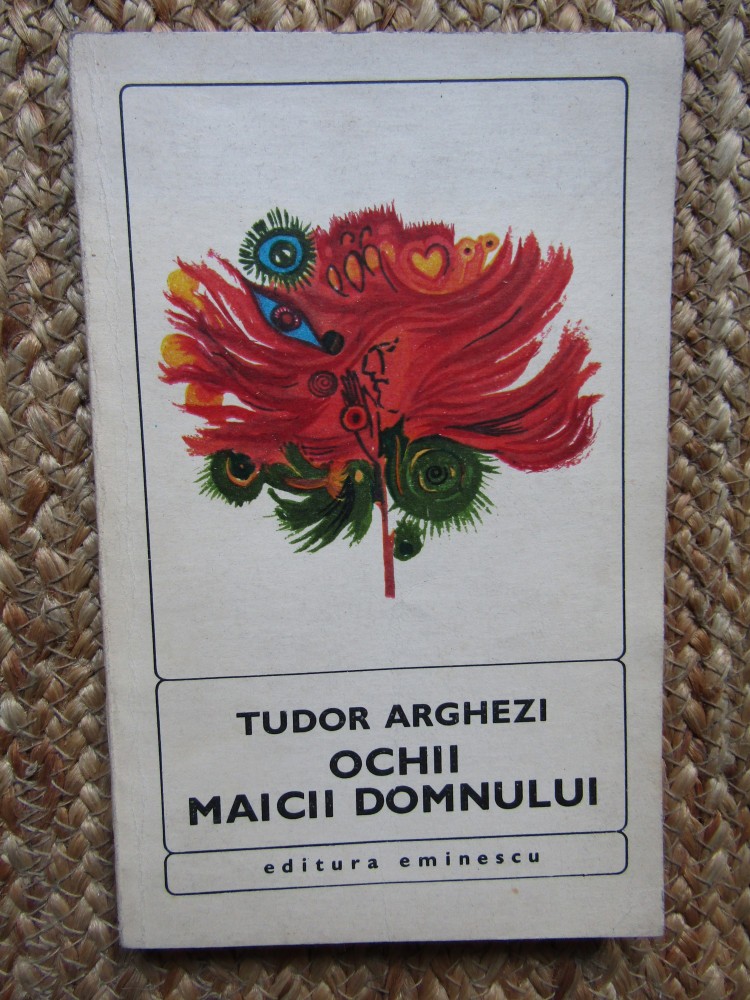 TUDOR ARGHEZI
OCHII
MAICII DOMNULUI
editura eminescu